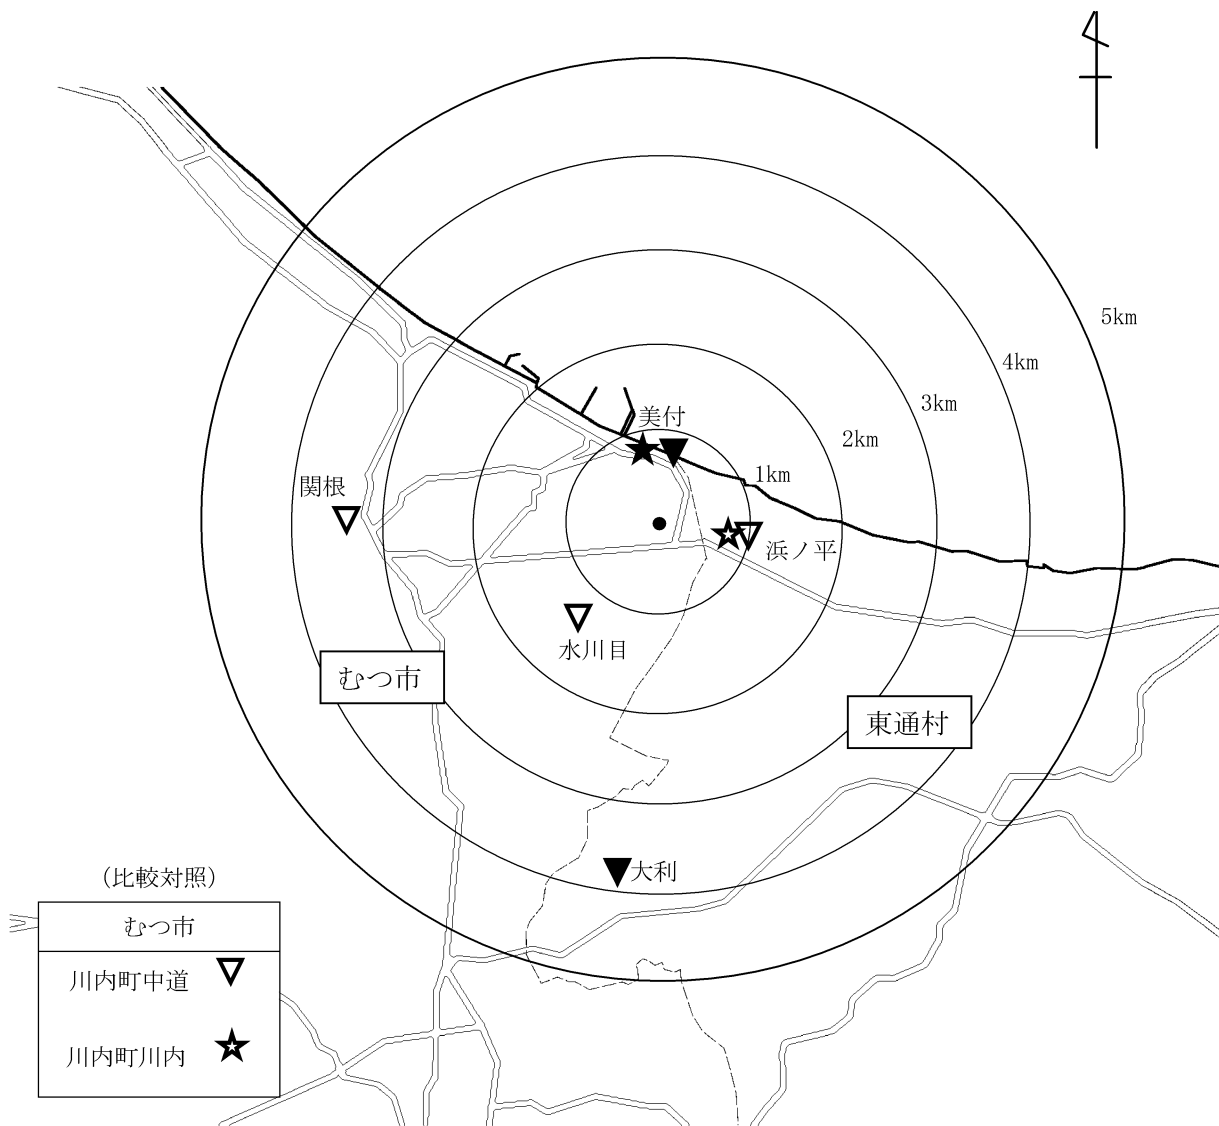 5km
4km
3km
2km
1km
美付
関根
浜ノ平
水川目
むつ市
東通村
大利
（比較対照）
むつ市
川内町中道
川内町川内